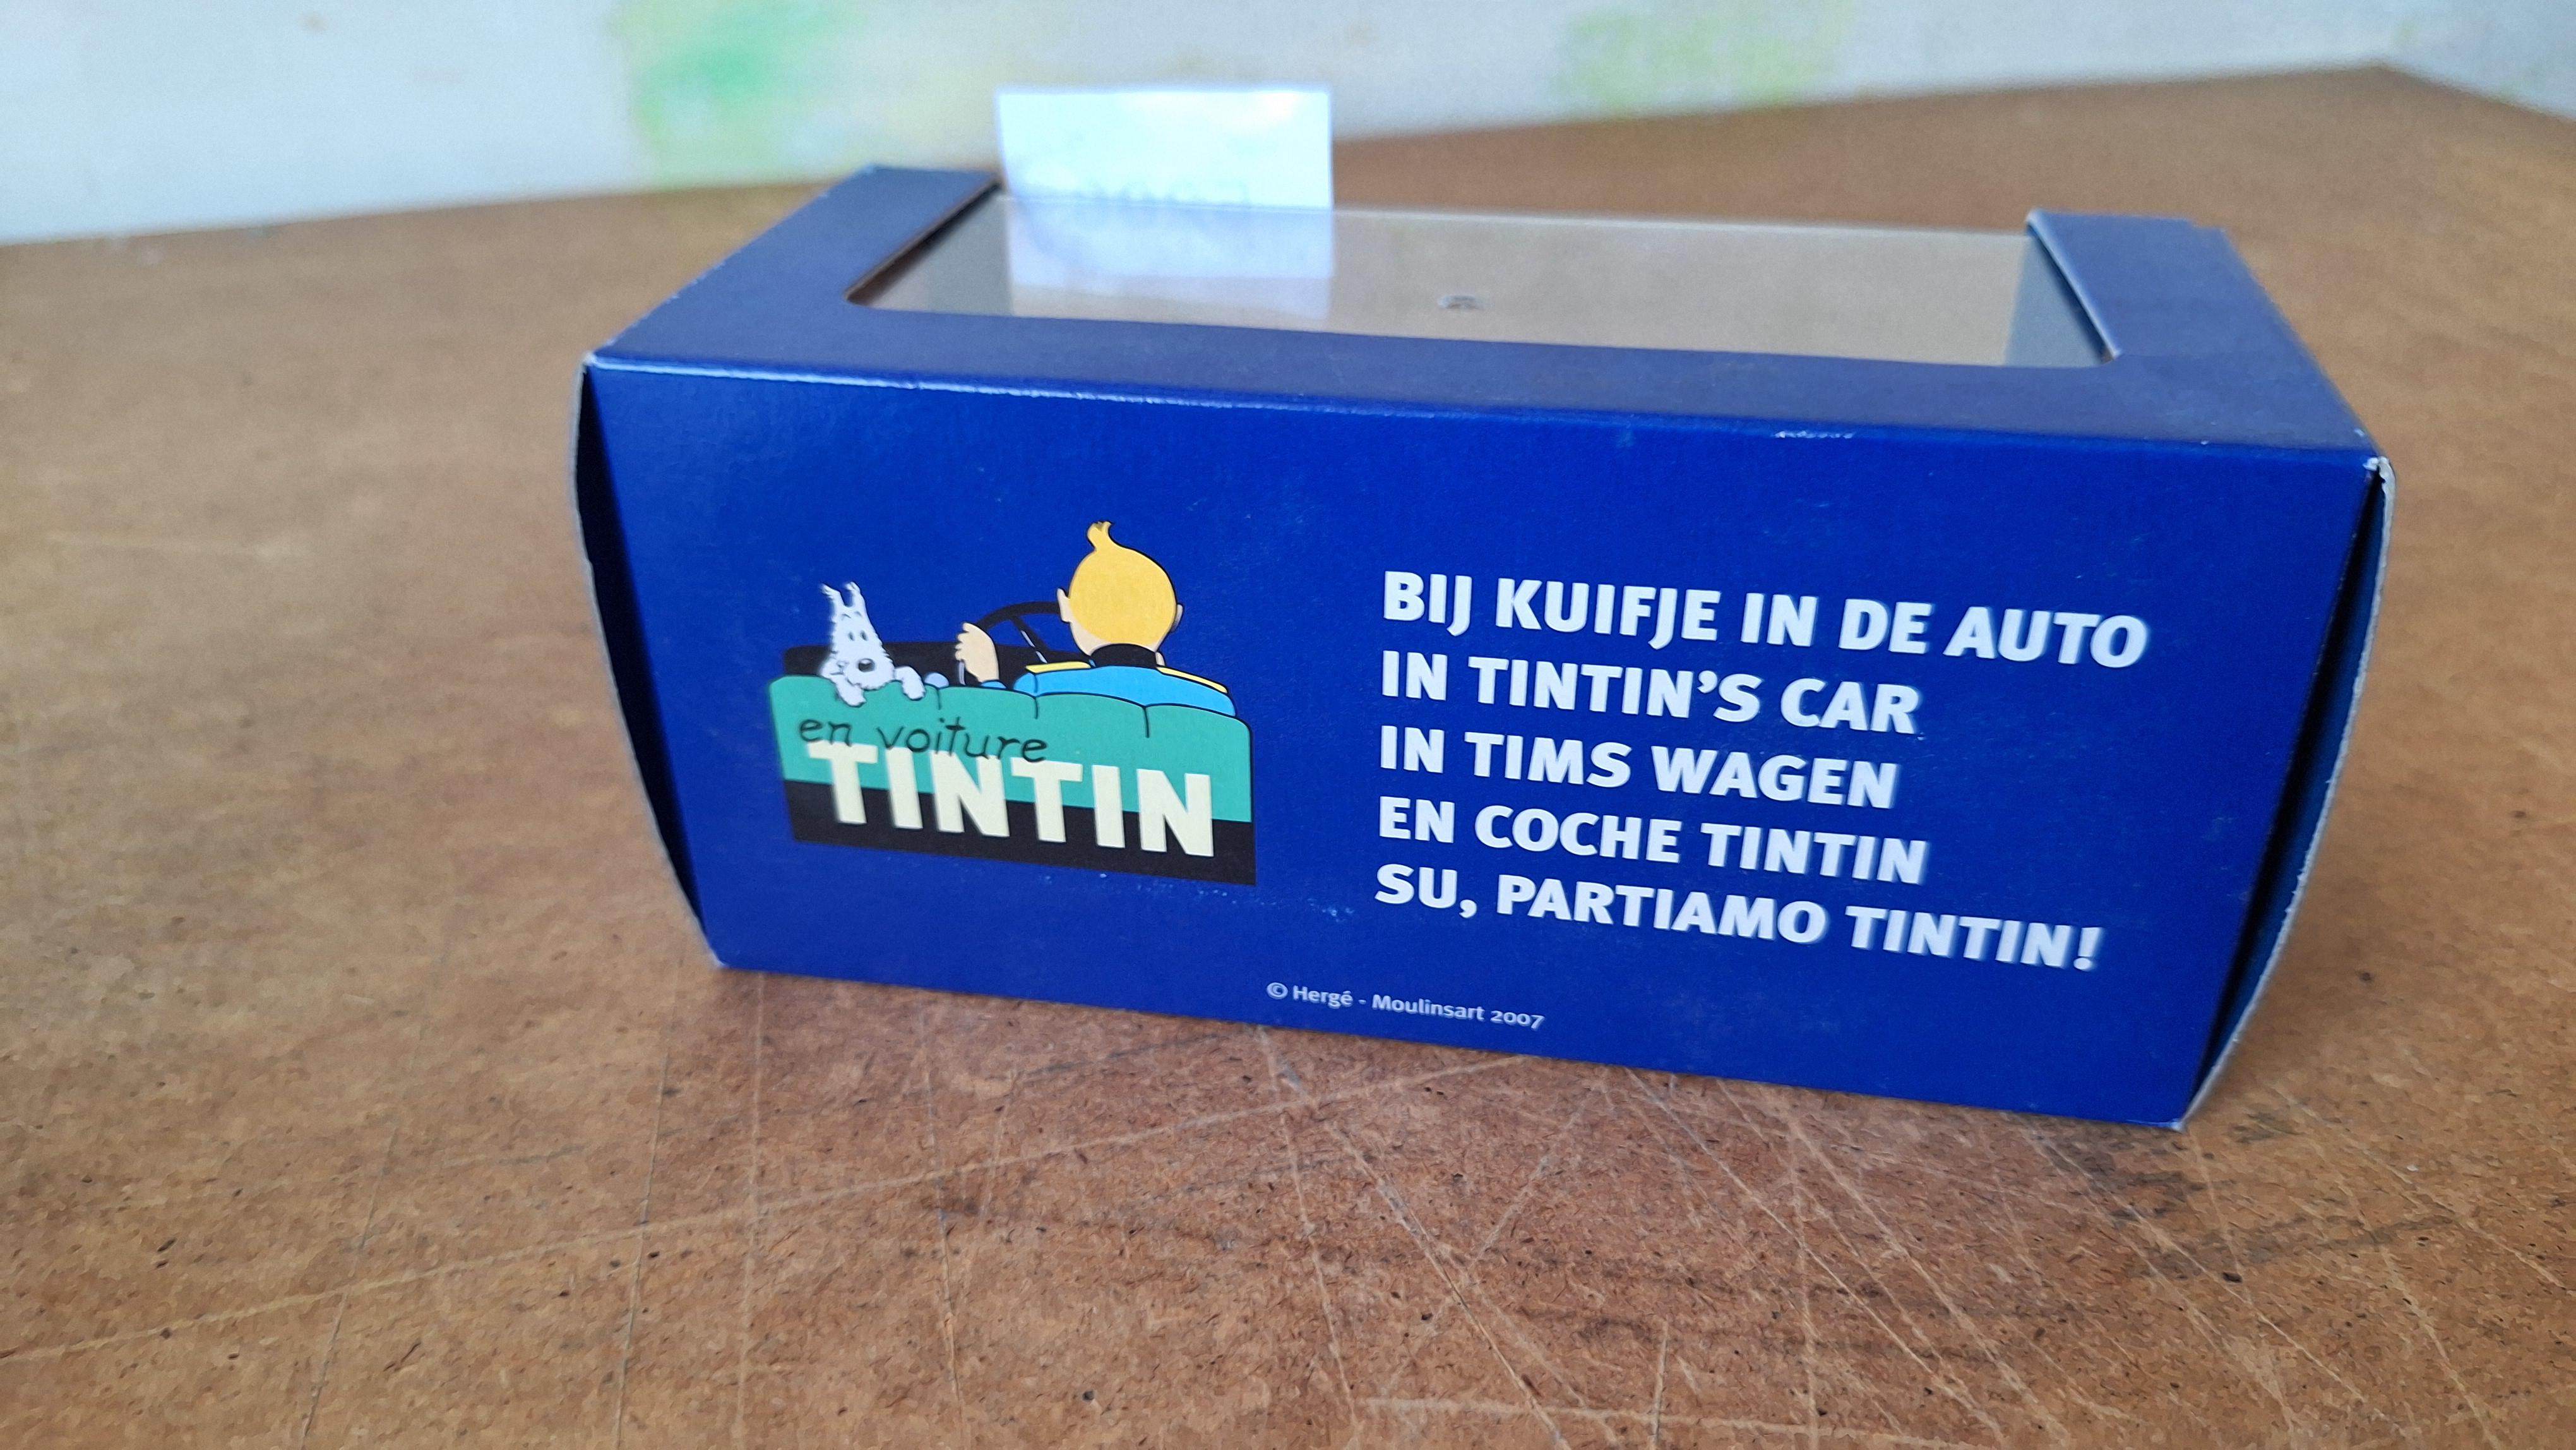 en voiture
TINTIN
BIJ KUIFJE IN DE AUTO
IN TINTIN'S CAR
IN TIMS WAGEN
EN COCHE TINTIN
SU, PARTIAMO TINTIN!
© Hergé - Moulinsart 2007